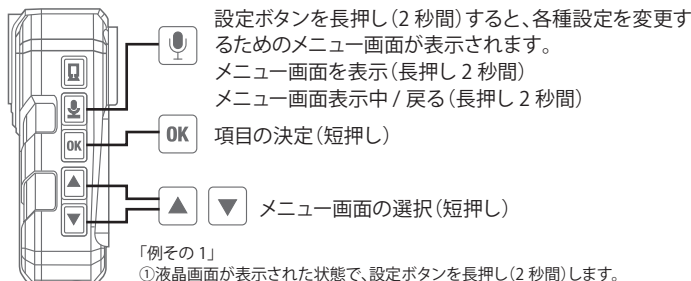 設定ボタンを長押し（2 秒間）すると、各種設定を変更す
るためのメニュー画面が表示されます。
メニュー画面を表示（長押し 2 秒間）
メニュー画面表示中 / 戻る（長押し 2 秒間）
OK
OK 項目の決定（短押し）
▲ ▼ メニュー画面の選択（短押し）
「例その 1」
①液晶画面が表示された状態で、設定ボタンを長押し（2 秒間）します。